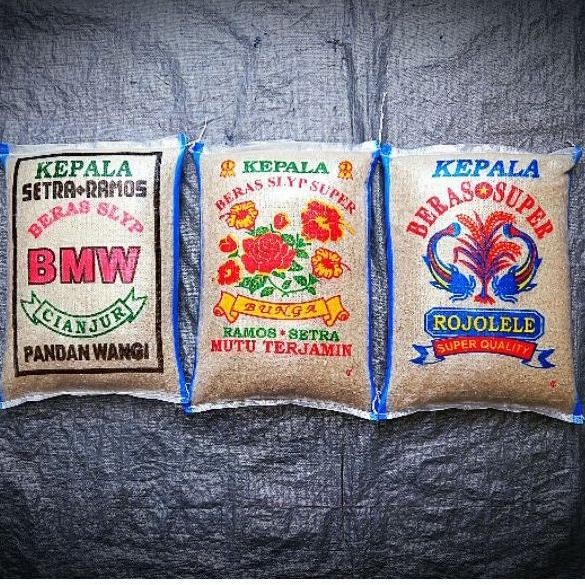 KEPALA
SETRA RAMOS
BERAS SLYP
BMW
CIANJUR
PANDAN WANGI
KEPALA
BERAS SLYP SUPER
BUNGA
RAMOS SETRA
MUTU TERJAMIN
KEPALA
BERAS SUPER
ROJOLELE
SUPER QUALITY